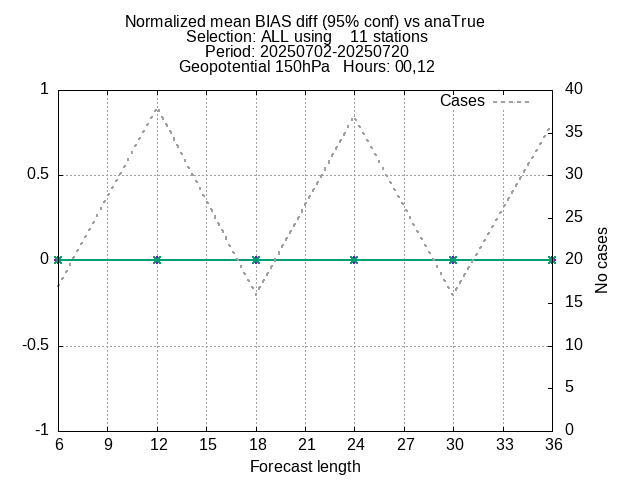 Normalized mean BIAS diff (95% conf) vs anaTrue
Selection: ALL using    11 stations
Period: 20250702-20250720
Geopotential 150hPa   Hours: 00,12
Cases
1
0.5
0
-0.5
-1
40
35
30
25
20
15
10
5
0
No cases
6 9 12 15 18 21 24 27 30 33 36
Forecast length